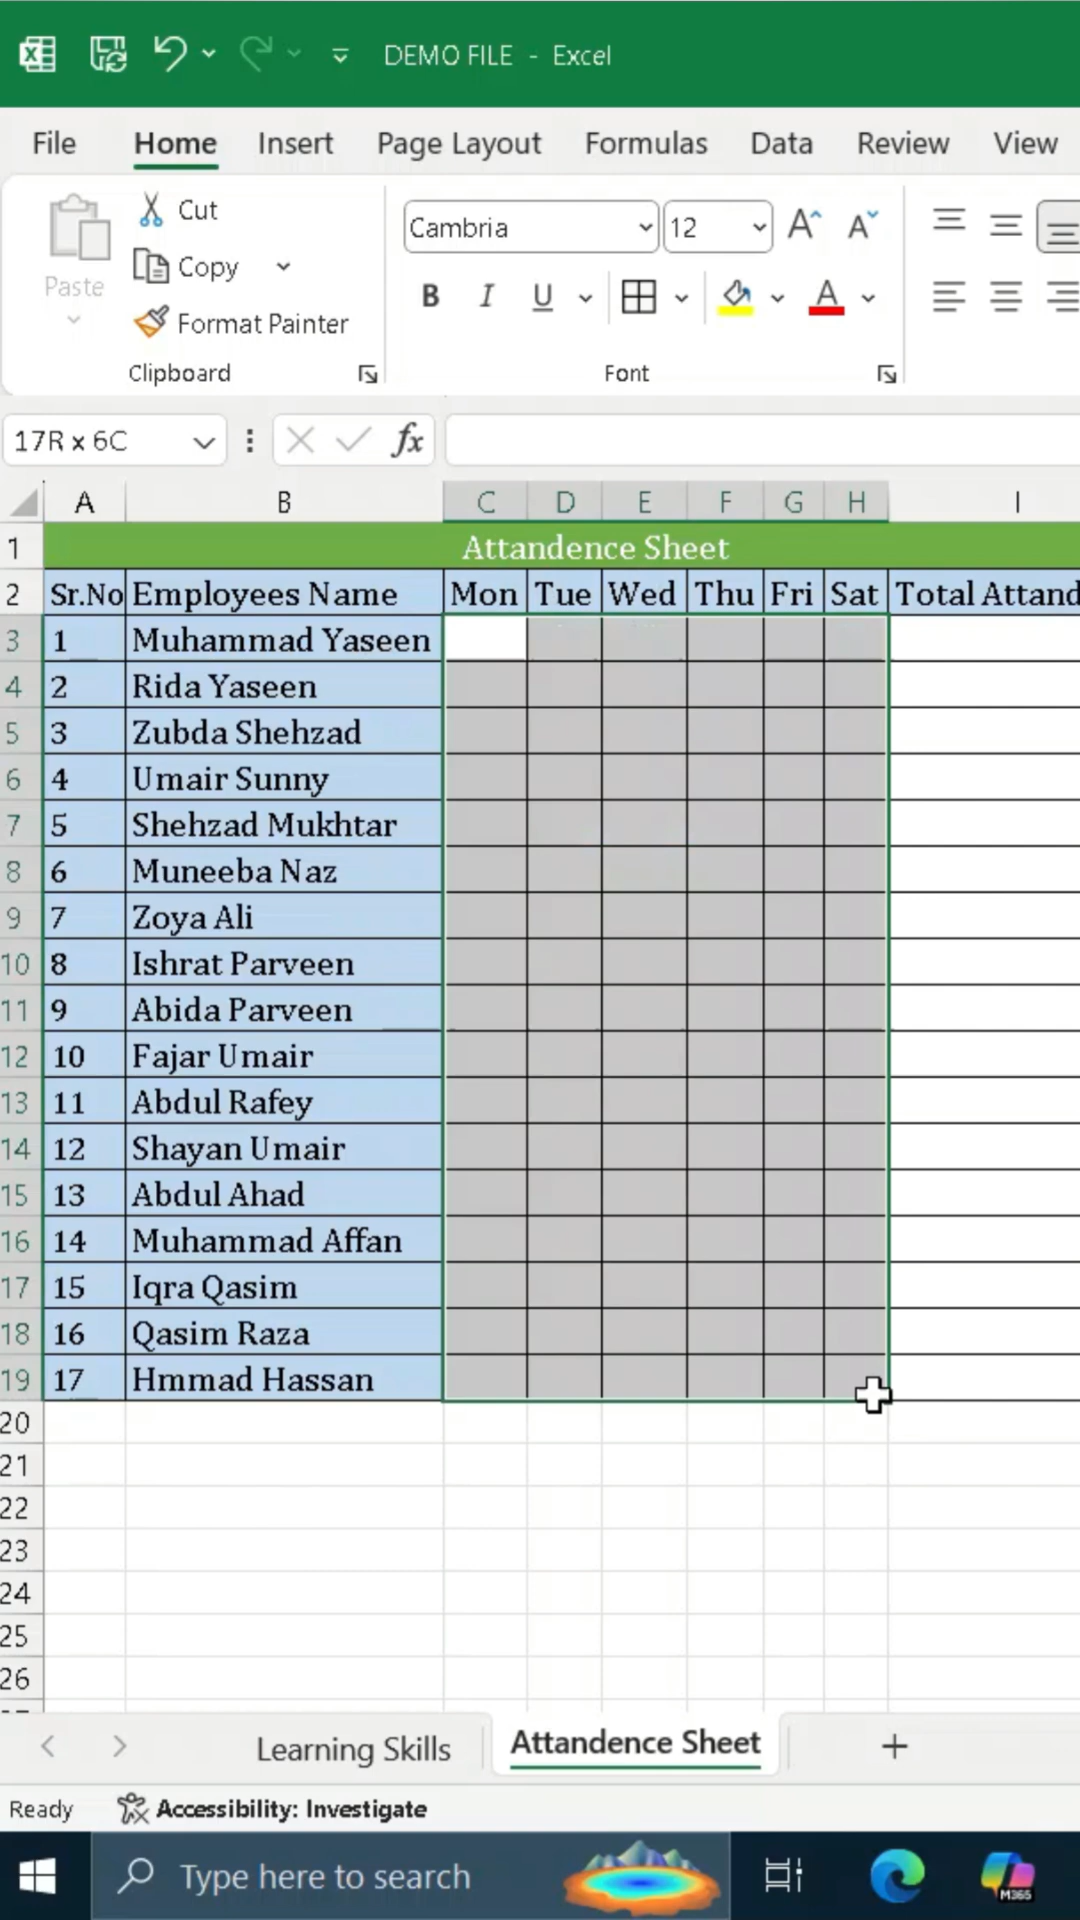 DEMO FILE - Excel
File Home Insert Page Layout Formulas Data Review View
Paste
Cut
Copy
Format Painter
Clipboard
Cambria 12 A A
B I U A
Font
17R x 6C fx
A B C D E F G H I
1 Attandence Sheet
2 Sr.No Employees Name Mon Tue Wed Thu Fri Sat Total Attand
3 1 Muhammad Yaseen
4 2 Rida Yaseen
5 3 Zubda Shehzad
6 4 Umair Sunny
7 5 Shehzad Mukhtar
8 6 Muneeba Naz
9 7 Zoya Ali
10 8 Ishrat Parveen
11 9 Abida Parveen
12 10 Fajar Umair
13 11 Abdul Rafey
14 12 Shayan Umair
15 13 Abdul Ahad
16 14 Muhammad Affan
17 15 Iqra Qasim
18 16 Qasim Raza
19 17 Hmmad Hassan
20
21
22
23
24
25
26
Learning Skills Attandence Sheet
Ready Accessibility: Investigate
Type here to search M365